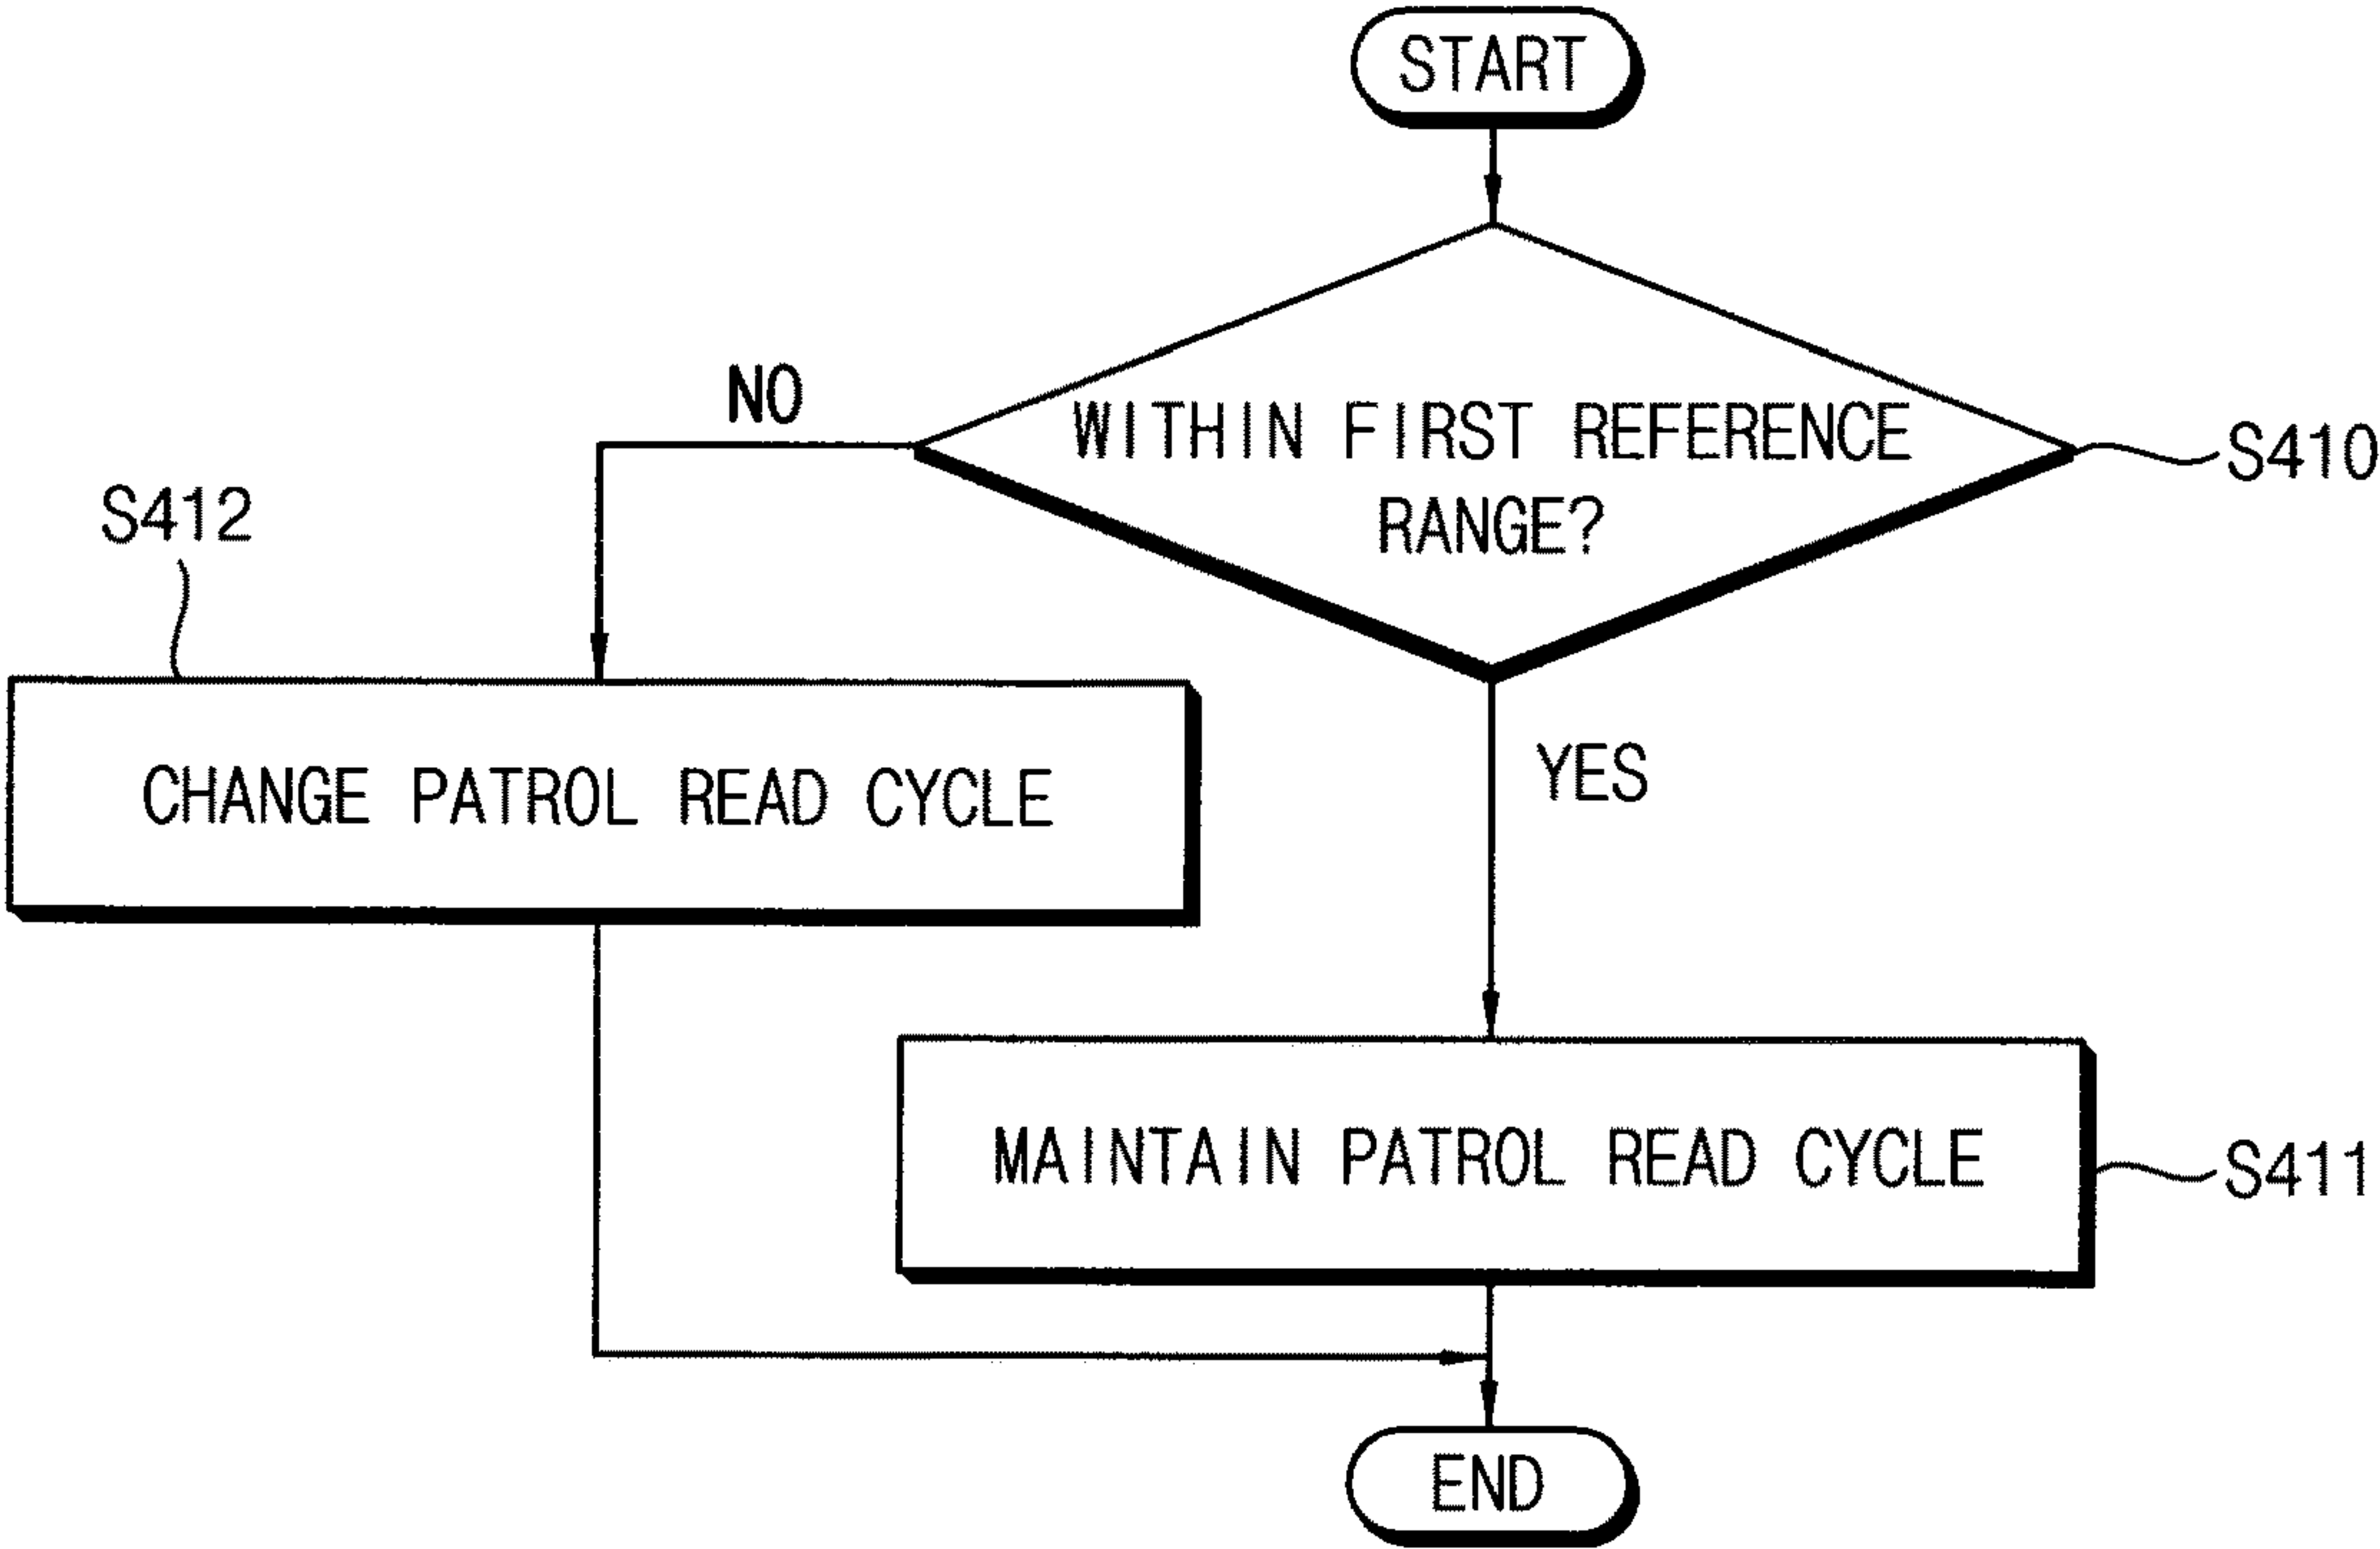 START
NO
WITHIN FIRST REFERENCE
RANGE?
S410
S412
CHANGE PATROL READ CYCLE
YES
MAINTAIN PATROL READ CYCLE
S411
END